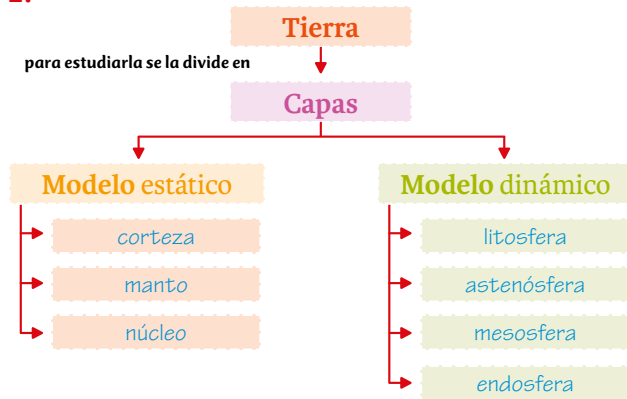 Tierra
para estudiarla se la divide en
Capas
Modelo estático
corteza
manto
núcleo
Modelo dinámico
litosfera
astenósfera
mesosfera
endosfera